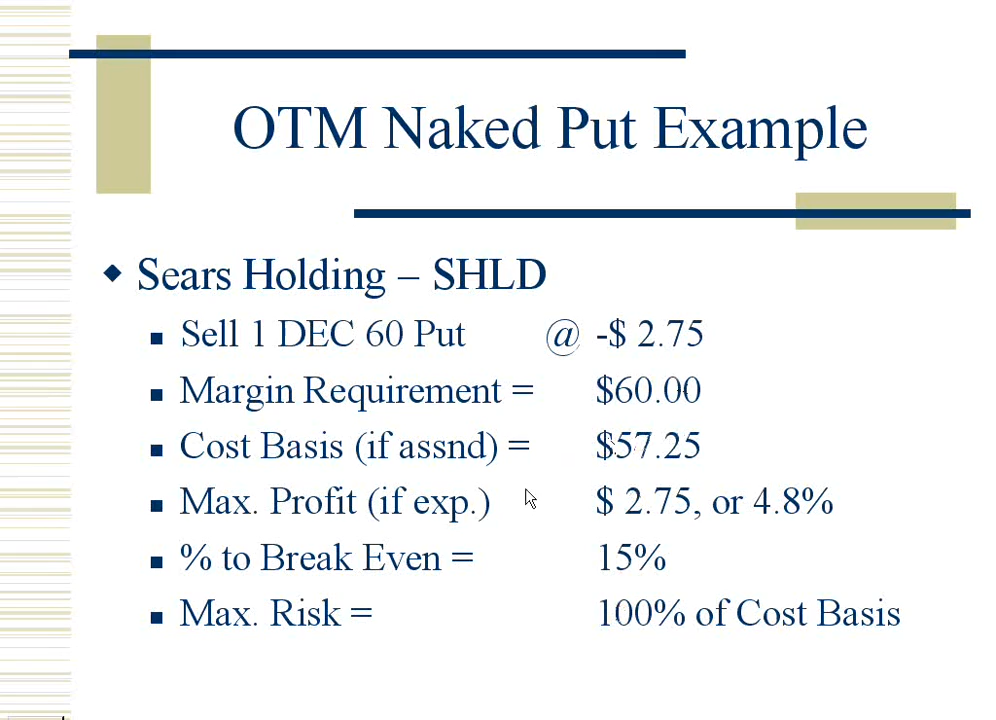 OTM Naked Put Example
Sears Holding – SHLD
Sell 1 DEC 60 Put @ -$ 2.75
Margin Requirement = $60.00
Cost Basis (if assnd) = $57.25
Max. Profit (if exp.) $ 2.75, or 4.8%
% to Break Even = 15%
Max. Risk = 100% of Cost Basis